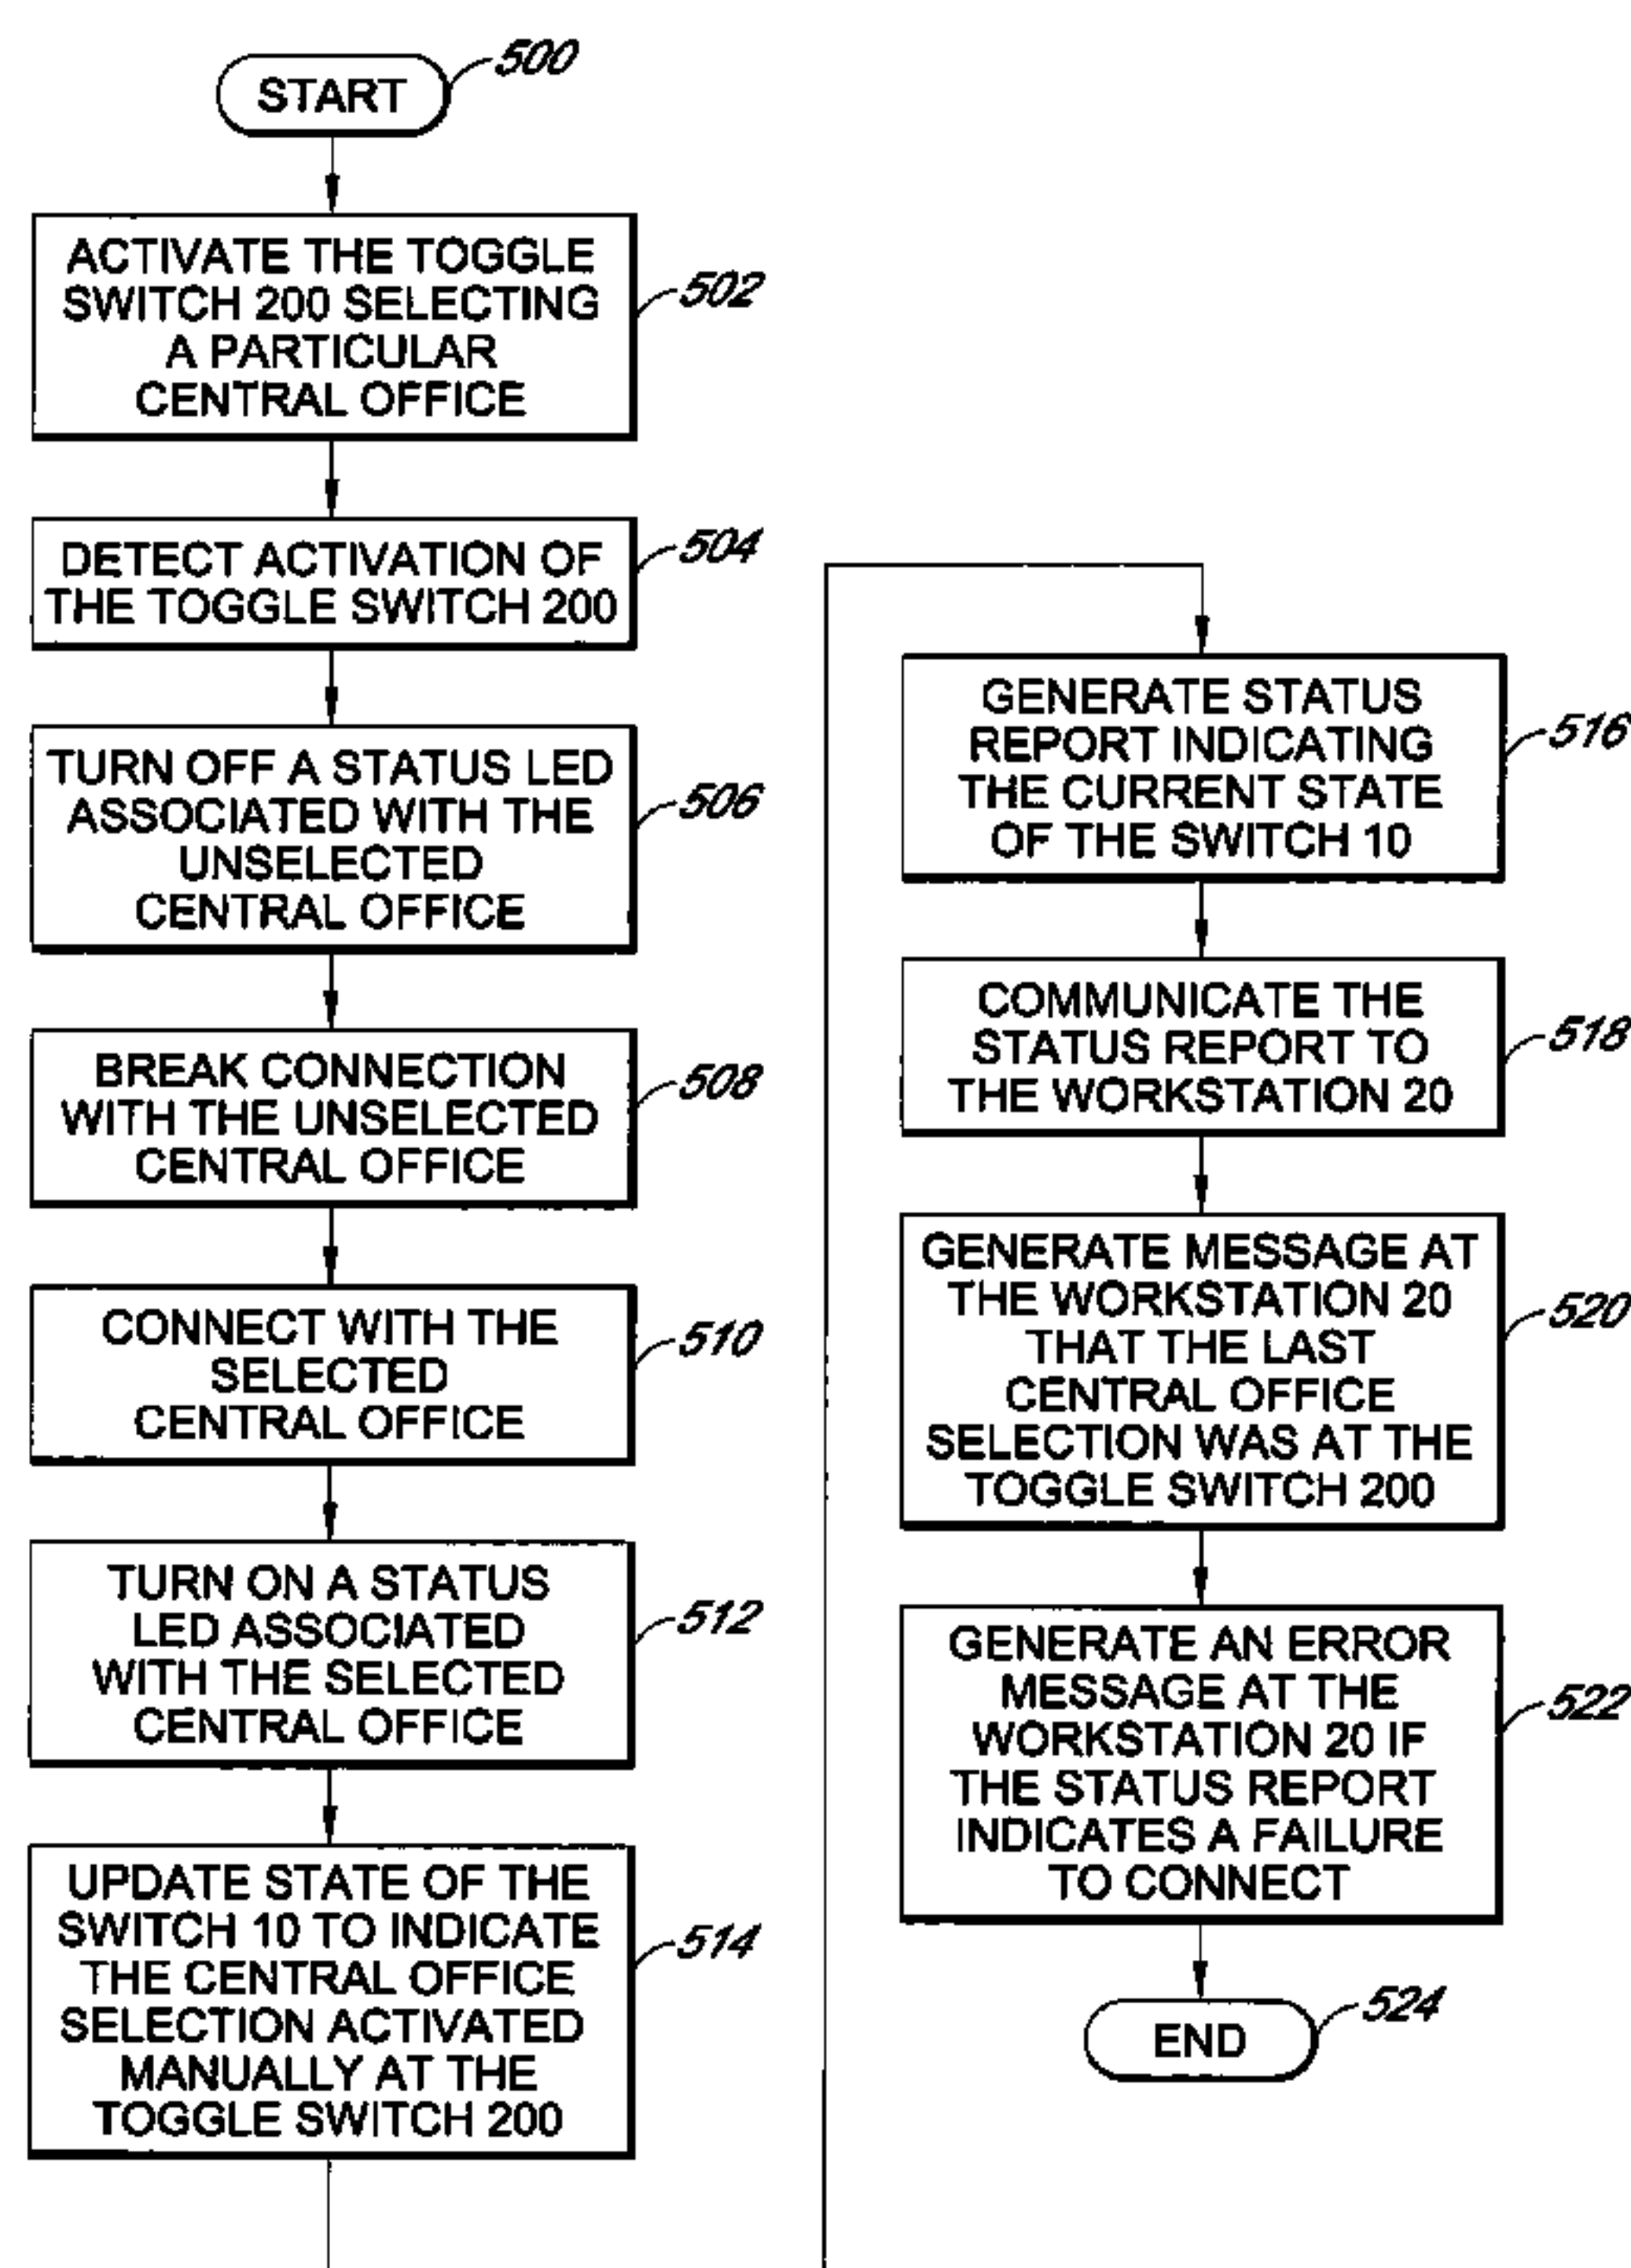 START
500
ACTIVATE THE TOGGLE
SWITCH 200 SELECTING
A PARTICULAR
CENTRAL OFFICE
502
DETECT ACTIVATION OF
THE TOGGLE SWITCH 200
504
TURN OFF A STATUS LED
ASSOCIATED WITH THE
UNSELECTED
CENTRAL OFFICE
506
BREAK CONNECTION
WITH THE UNSELECTED
CENTRAL OFFICE
508
CONNECT WITH THE
SELECTED
CENTRAL OFFICE
510
TURN ON A STATUS
LED ASSOCIATED
WITH THE SELECTED
CENTRAL OFFICE
512
UPDATE STATE OF THE
SWITCH 10 TO INDICATE
THE CENTRAL OFFICE
SELECTION ACTIVATED
MANUALLY AT THE
TOGGLE SWITCH 200
514
GENERATE STATUS
REPORT INDICATING
THE CURRENT STATE
OF THE SWITCH 10
516
COMMUNICATE THE
STATUS REPORT TO
THE WORKSTATION 20
518
GENERATE MESSAGE AT
THE WORKSTATION 20
THAT THE LAST
CENTRAL OFFICE
SELECTION WAS AT THE
TOGGLE SWITCH 200
520
GENERATE AN ERROR
MESSAGE AT THE
WORKSTATION 20 IF
THE STATUS REPORT
INDICATES A FAILURE
TO CONNECT
522
END
524